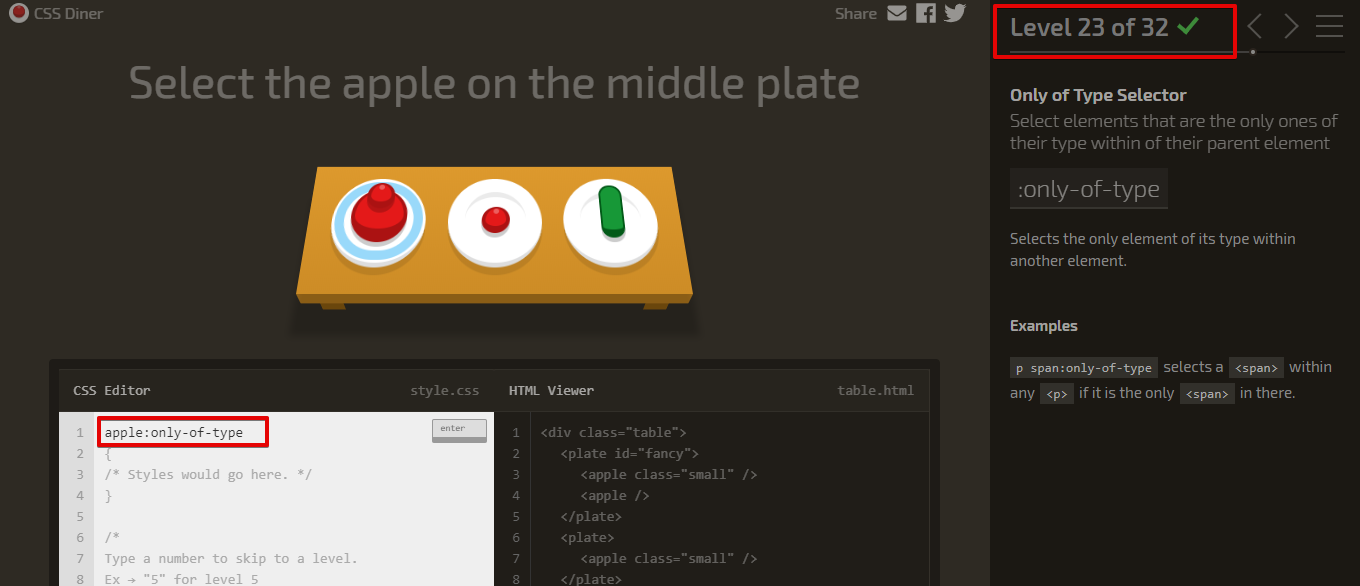 CSS Diner
Share
Select the apple on the middle plate
CSS Editor
style.css
1 apple:only-of-type
enter
2 {
3 /* Styles would go here. */
4 }
5
6 /*
7 Type a number to skip to a level.
8 Ex → "5" for level 5
HTML Viewer
table.html
1 <div class="table">
2 <plate id="fancy">
3 <apple class="small" />
4 <apple />
5 </plate>
6 <plate>
7 <apple class="small" />
8 </plate>
Level 23 of 32 ✓
Only of Type Selector
Select elements that are the only ones of
their type within of their parent element
:only-of-type
Selects the only element of its type within
another element.
Examples
p span:only-of-type selects a <span> within
any <p> if it is the only <span> in there.